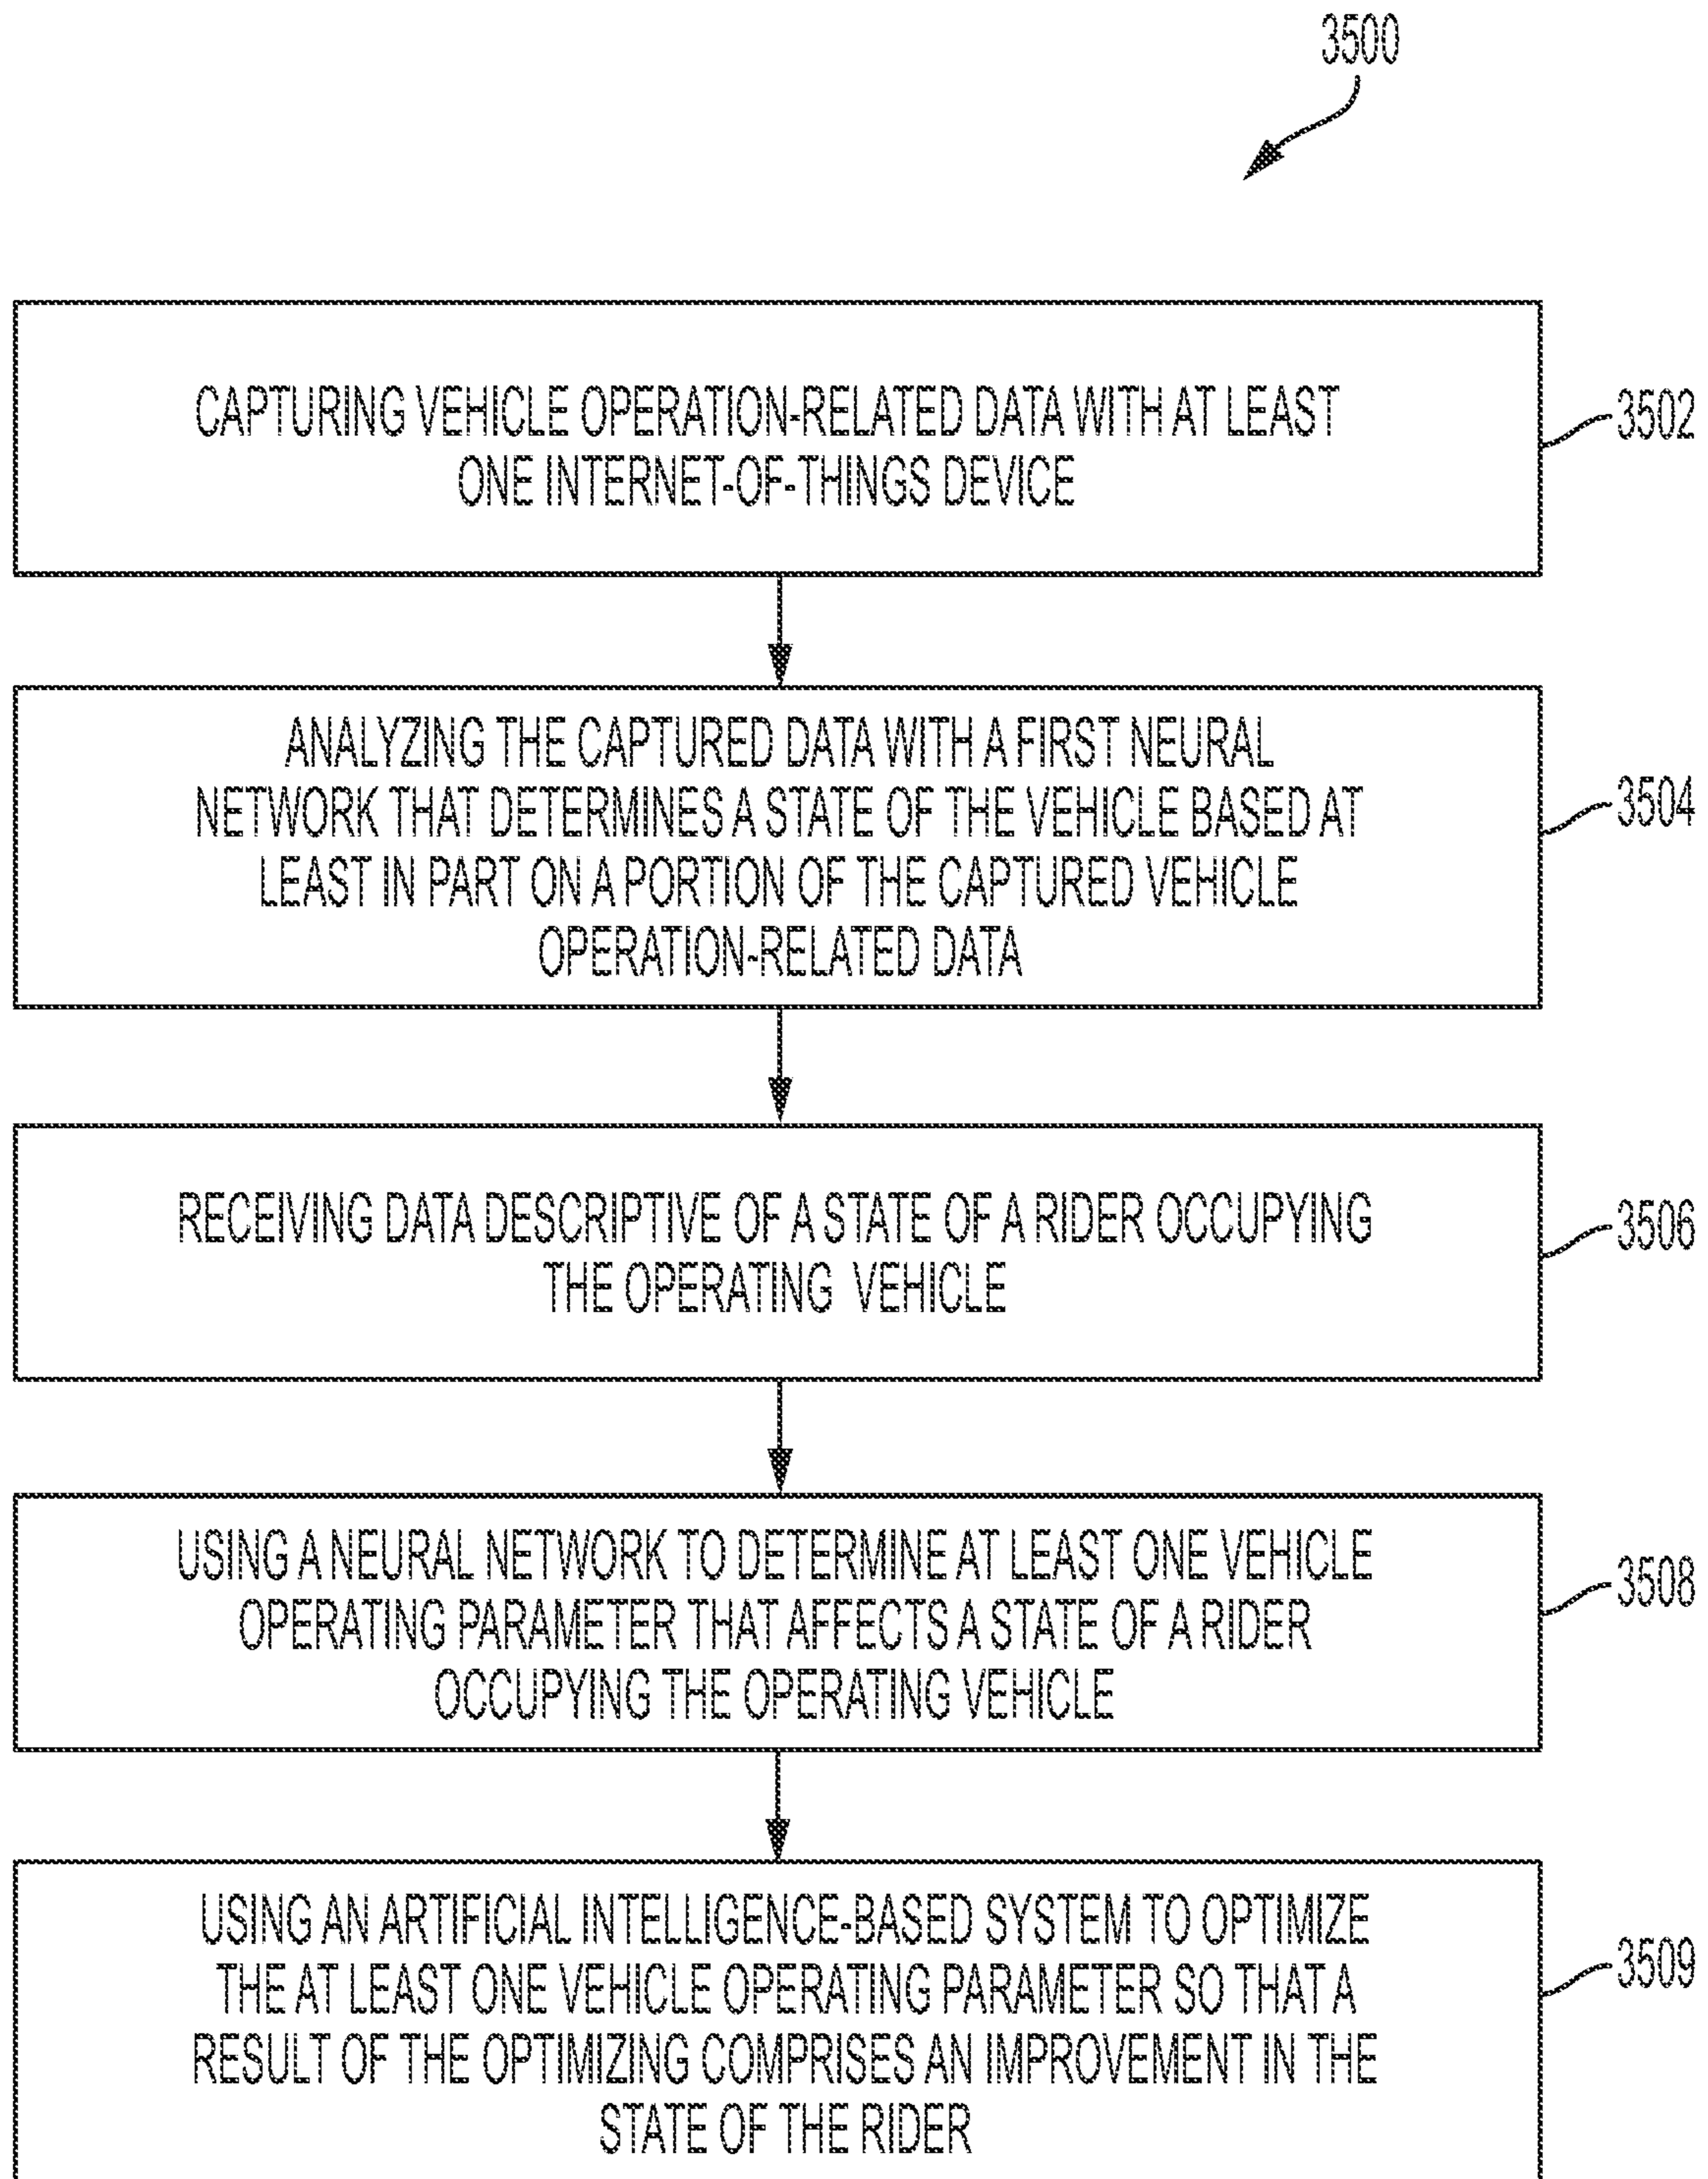 3500
CAPTURING VEHICLE OPERATION-RELATED DATA WITH AT LEAST
ONE INTERNET-OF-THINGS DEVICE
3502
ANALYZING THE CAPTURED DATA WITH A FIRST NEURAL
NETWORK THAT DETERMINES A STATE OF THE VEHICLE BASED AT
LEAST IN PART ON A PORTION OF THE CAPTURED VEHICLE
OPERATION-RELATED DATA
3504
RECEIVING DATA DESCRIPTIVE OF A STATE OF A RIDER OCCUPYING
THE OPERATING VEHICLE
3506
USING A NEURAL NETWORK TO DETERMINE AT LEAST ONE VEHICLE
OPERATING PARAMETER THAT AFFECTS A STATE OF A RIDER
OCCUPYING THE OPERATING VEHICLE
3508
USING AN ARTIFICIAL INTELLIGENCE-BASED SYSTEM TO OPTIMIZE
THE AT LEAST ONE VEHICLE OPERATING PARAMETER SO THAT A
RESULT OF THE OPTIMIZING COMPRISES AN IMPROVEMENT IN THE
STATE OF THE RIDER
3509